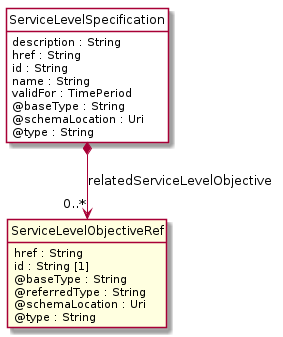 ServiceLevelSpecification
description : String
href : String
id : String
name : String
validFor : TimePeriod
@baseType : String
@schemaLocation : Uri
@type : String
relatedServiceLevelObjective
0..*
ServiceLevelObjectiveRef
href : String
id : String [1]
@baseType : String
@referredType : String
@schemaLocation : Uri
@type : String